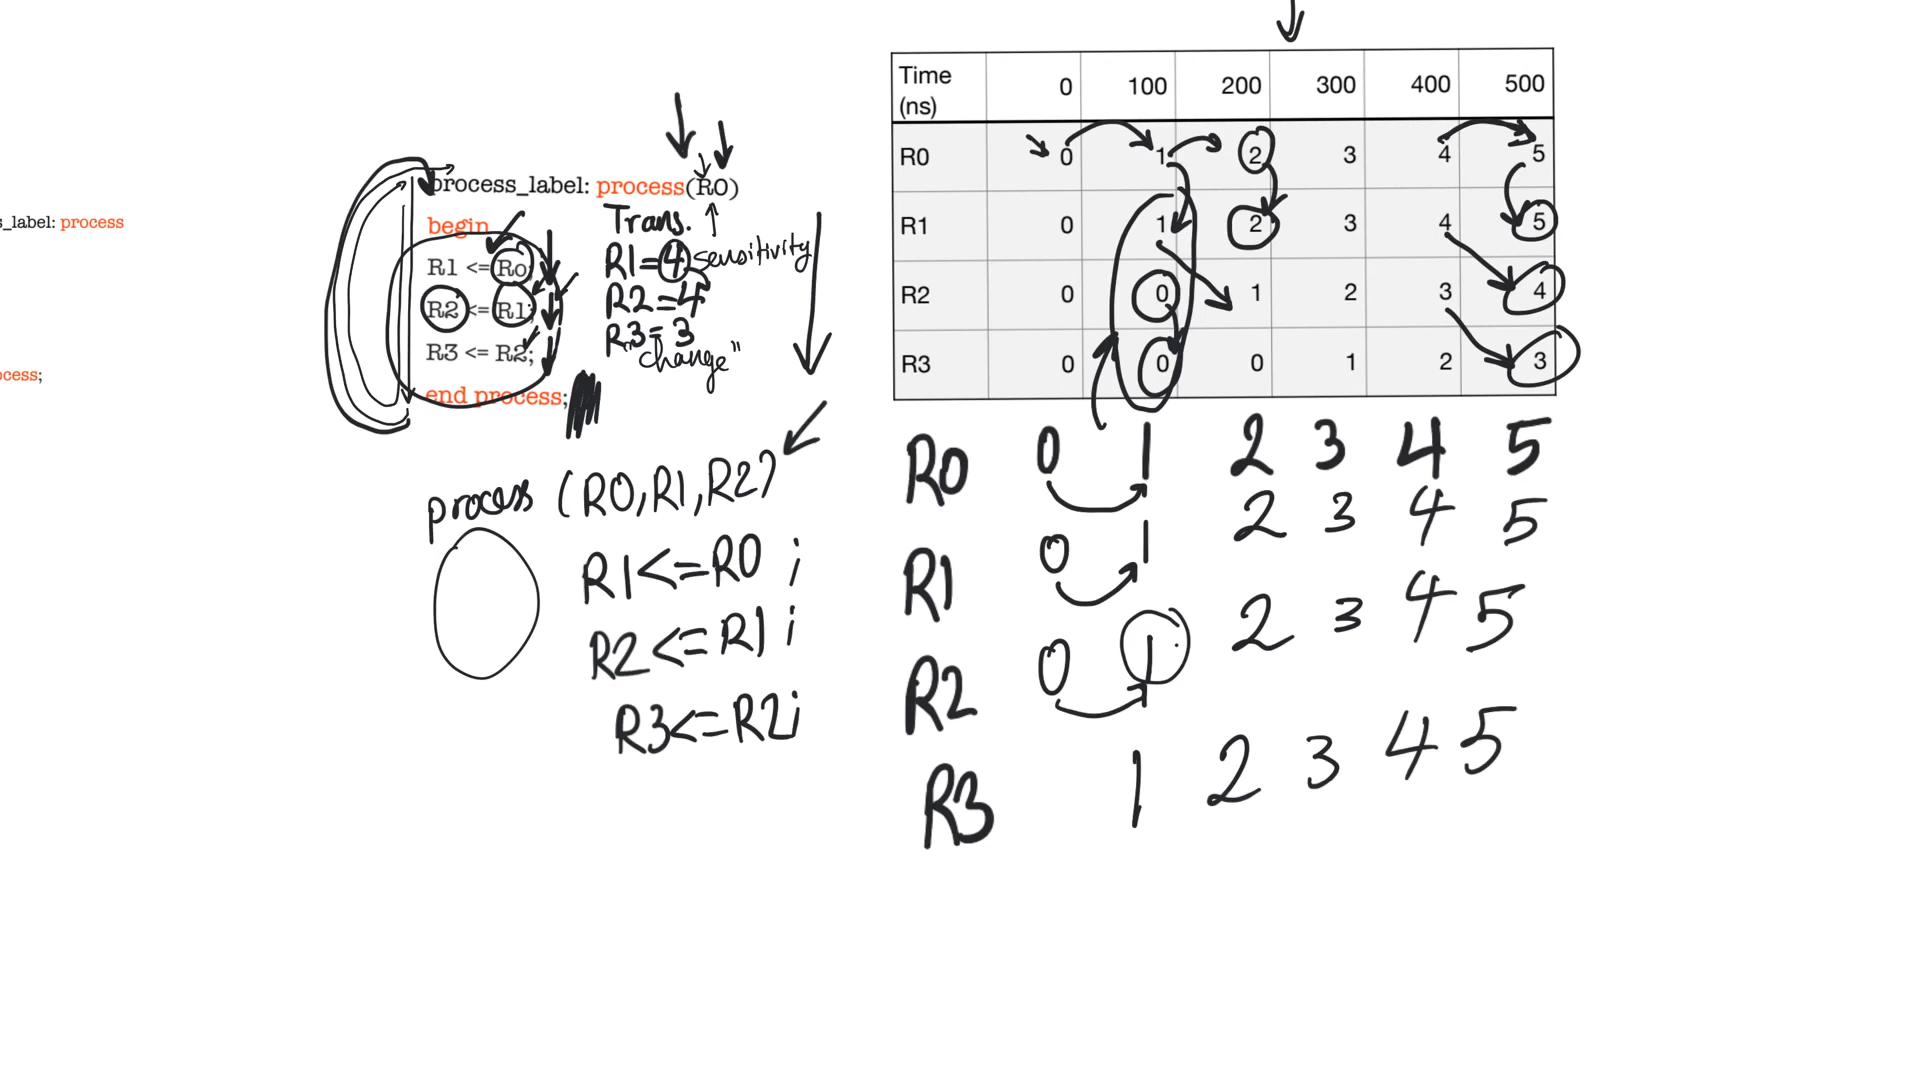 s_label: process
ocess;
process_label: process(R0)
begin
R1 <= Ro;
R2 <= R1;
R3 <= R2;
end process;
Trans.
R1=4 sensitivity
R2=4
R3=3
"change"
process (R0,R1,R2)
R1<=R0 ;
R2<=R1 ;
R3<=R2;
Time (ns) 0 100 200 300 400 500
R0 0 1 2 3 4 5
R1 0 1 2 3 4 5
R2 0 0 1 2 3 4
R3 0 0 0 1 2 3
R0 0 1 2 3 4 5
R1 0 1 2 3 4 5
R2 0 1 2 3 4 5
R3 1 2 3 4 5